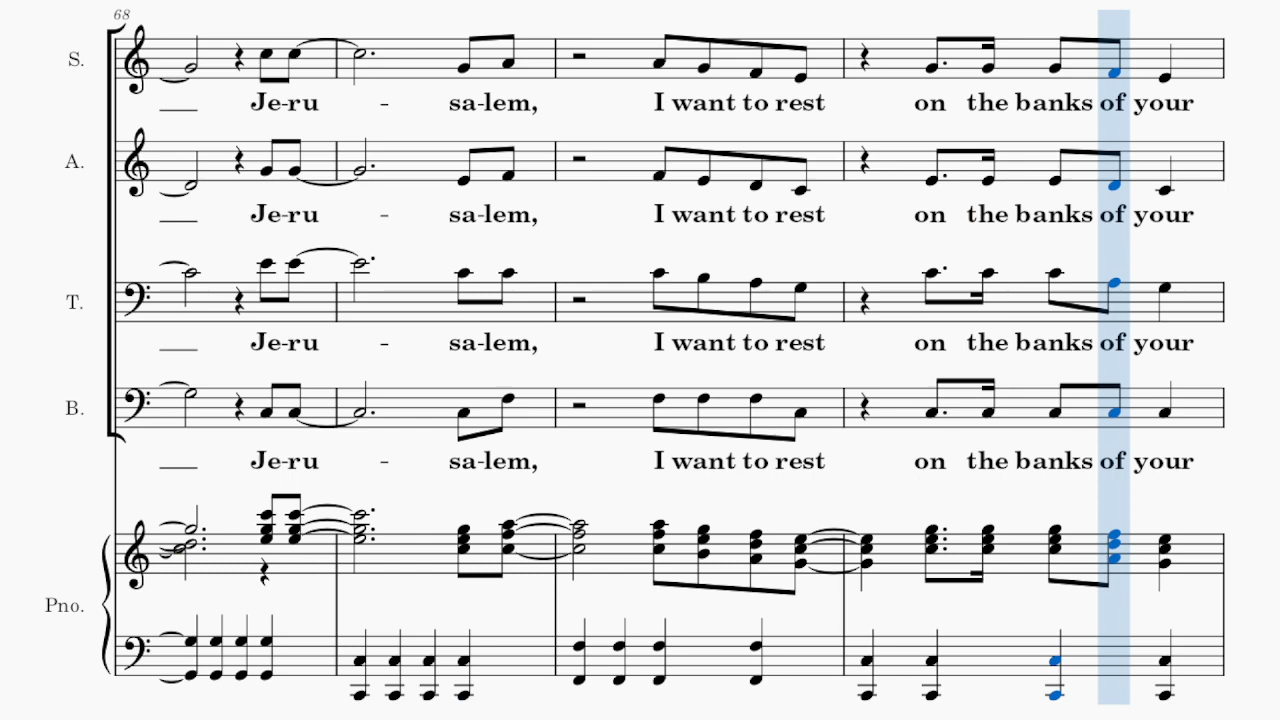 68
S.
Je-ru - sa-lem, I want to rest on the banks of your
A.
Je-ru - sa-lem, I want to rest on the banks of your
T.
Je-ru - sa-lem, I want to rest on the banks of your
B.
Je-ru - sa-lem, I want to rest on the banks of your
Pno.